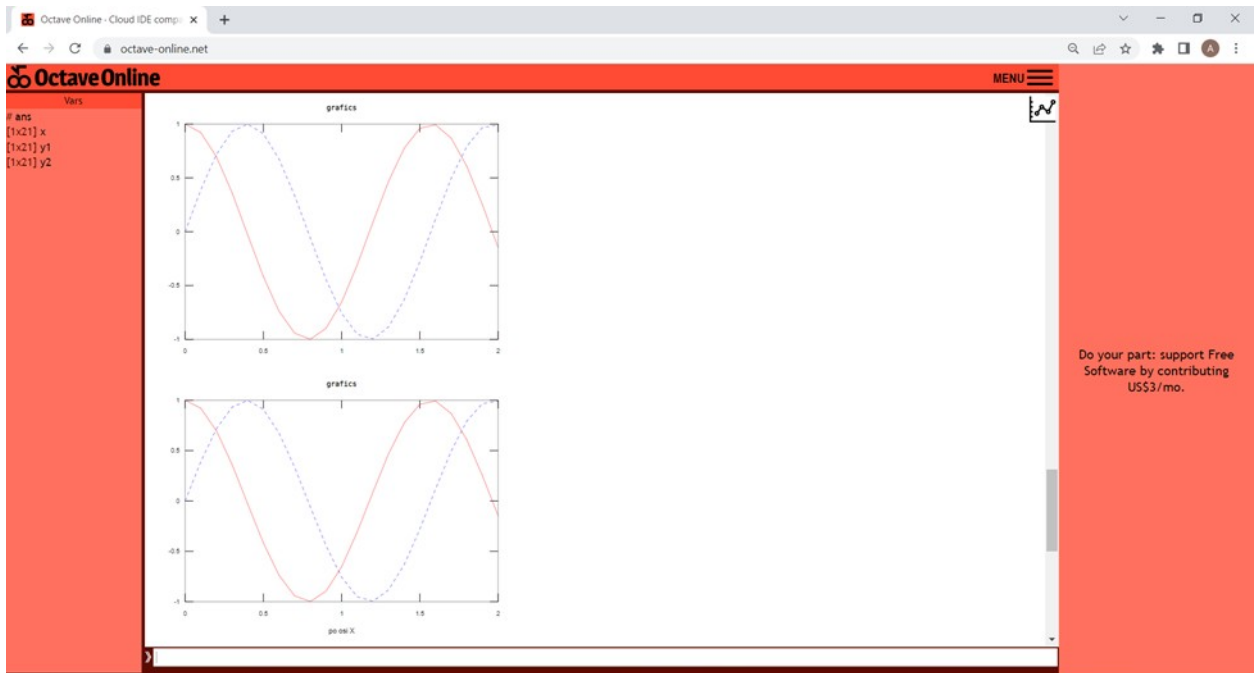 Octave Online - Cloud IDE comp
octave-online.net
A
Octave Online
MENU
Vars
# ans
[1x21] x
[1x21] y1
[1x21] y2
grafics
1
0.5
0
-0.5
-1
0 0.5 1 1.5 2
grafics
1
0.5
0
-0.5
-1
0 0.5 1 1.5 2
po osi X
Do your part: support Free
Software by contributing
US$3/mo.